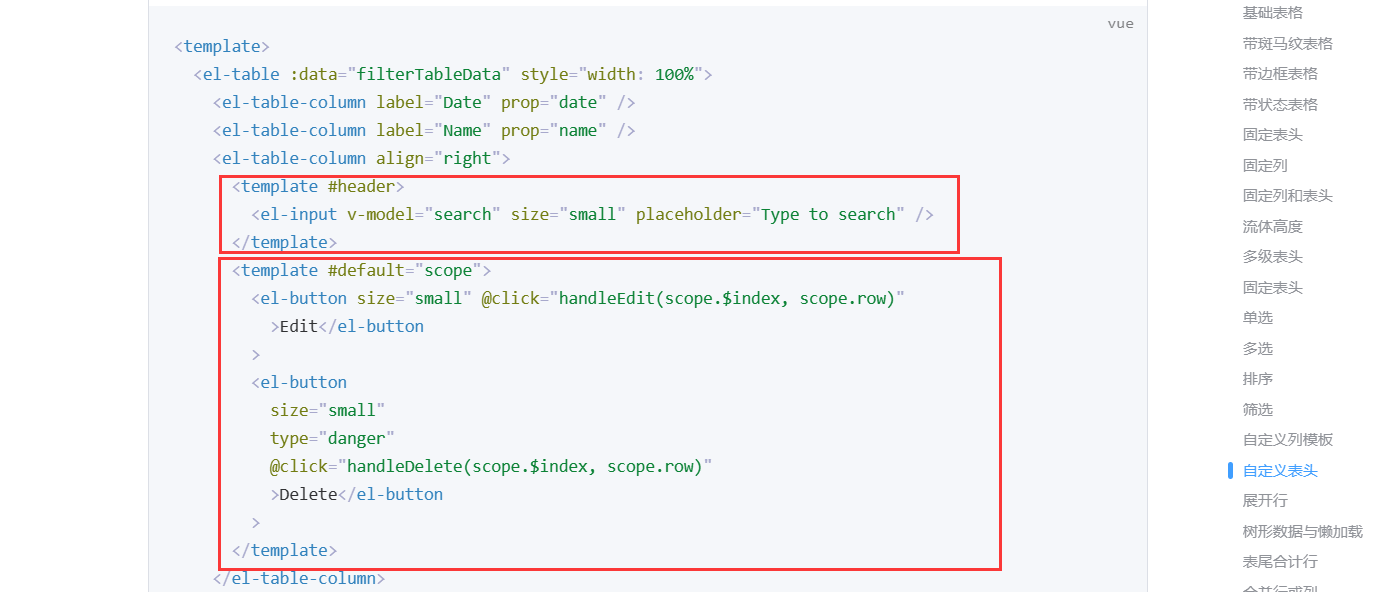 vue
<template>
<el-table :data="filterTableData" style="width: 100%">
<el-table-column label="Date" prop="date" />
<el-table-column label="Name" prop="name" />
<el-table-column align="right">
<template #header>
<el-input v-model="search" size="small" placeholder="Type to search" />
</template>
<template #default="scope">
<el-button size="small" @click="handleEdit(scope.$index, scope.row)"
>Edit</el-button
>
<el-button
size="small"
type="danger"
@click="handleDelete(scope.$index, scope.row)"
>Delete</el-button
>
</template>
</el-table-column>
基础表格
带斑马纹表格
带边框表格
带状态表格
固定表头
固定列
固定列和表头
流体高度
多级表头
固定表头
单选
多选
排序
筛选
自定义列模板
自定义表头
展开行
树形数据与懒加载
表尾合计行
合并行或列